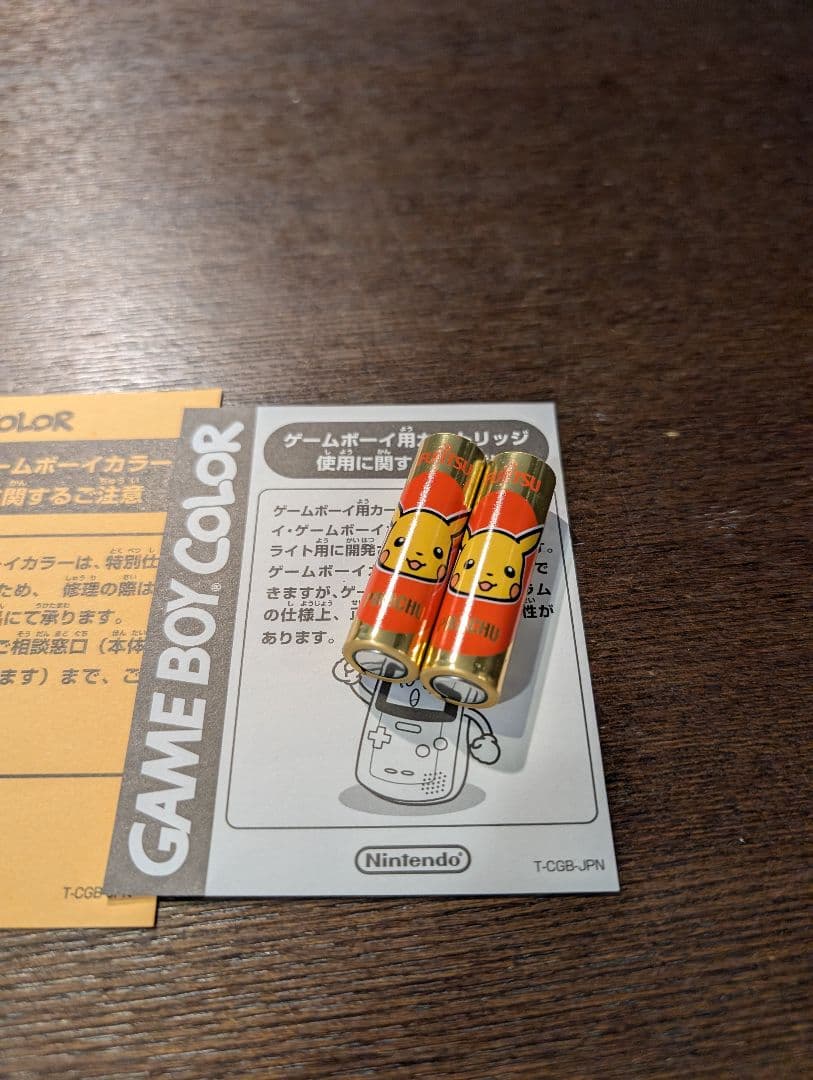 COLOR
ームボーイカラー
関するご注意
イカラーは、特別仕
ため、修理の際は
にて承ります。
ご相談窓口（本体
ます）まで、ご
T-CGB-JPN
GAME BOY COLOR
ゲームボーイ用カートリッジ
使用に関す
ゲームボーイ用カー
イ・ゲームボーイ
ライト用に開発 す。
ゲームボーイ で
きますが、ゲー ラム
の仕様上、 性が
あります。
FUJITSU
PIKACHU
FUJITSU
PIKACHU
Nintendo
T-CGB-JPN